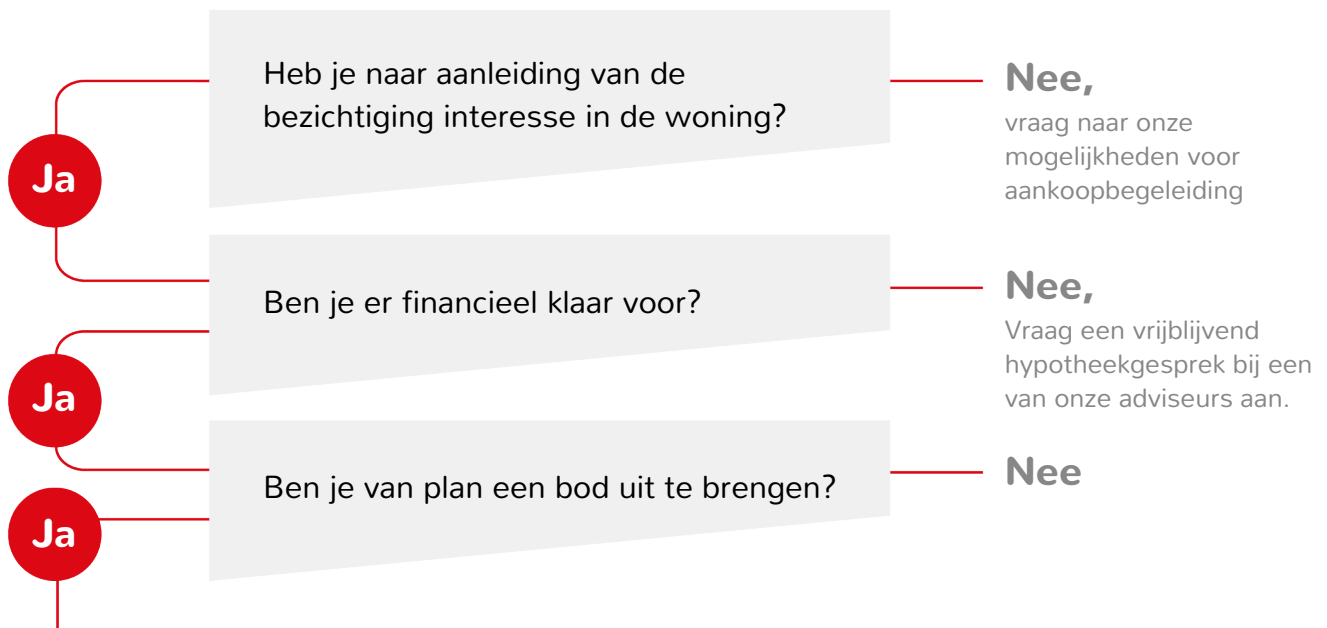 Heb je naar aanleiding van de
bezichtiging interesse in de woning?
Nee,
vraag naar onze
mogelijkheden voor
aankoopbegeleiding
Ja
Ben je er financieel klaar voor?
Nee,
Vraag een vrijblijvend
hypotheekgesprek bij een
van onze adviseurs aan.
Ja
Ben je van plan een bod uit te brengen?
Nee
Ja